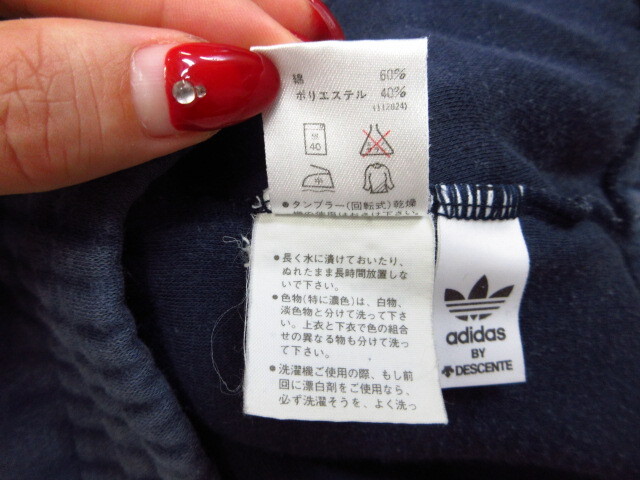 綿 60%
ポリエステル 40%
(112024)
40
中
●タンブラー(回転式)乾燥
●長く水に漬けておいたり、
ぬれたまま長時間放置しな
いで下さい。
●色物(特に濃色)は、白物、
淡色物と分けて洗って下さ
い。上衣と下衣で色の組合
せの異なる物も分けて洗っ
て下さい。
●洗濯機ご使用の際、もし前
回に漂白剤をご使用なら、
必ず洗濯そうを、よく洗っ
adidas
BY
DESCENTE